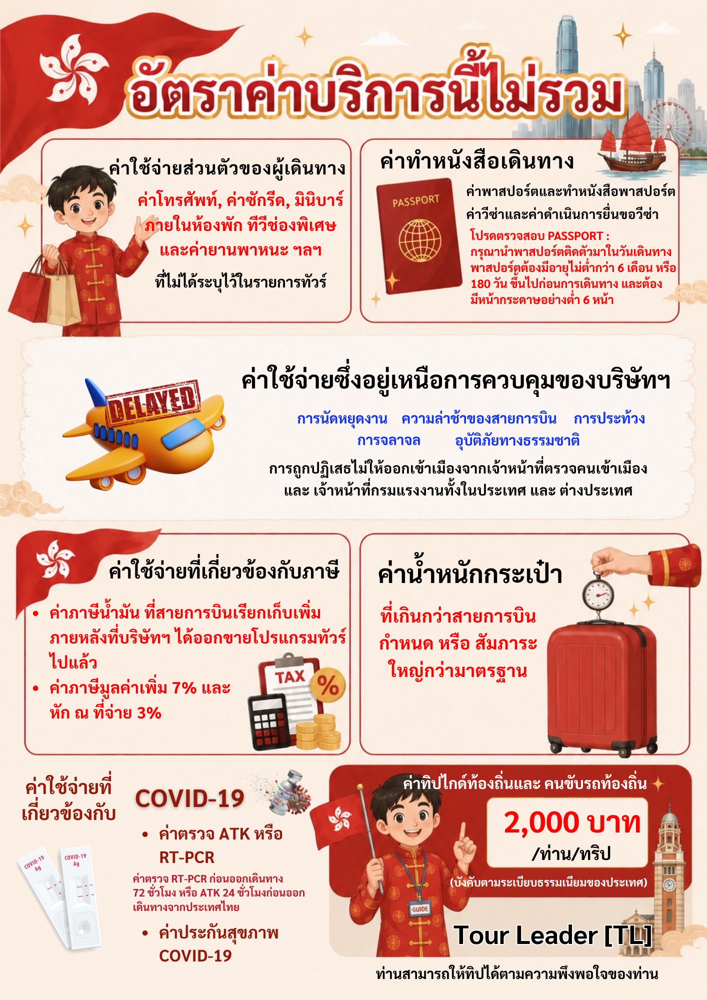 อัตราค่าบริการนี้ไม่รวม
ค่าใช้จ่ายส่วนตัวของผู้เดินทาง
ค่าโทรศัพท์, ค่าซักรีด, มินิบาร์
ภายในห้องพัก ทีวีช่องพิเศษ
และค่ายานพาหนะ ฯลฯ
ที่ไม่ได้ระบุไว้ในรายการทัวร์
ค่าทำหนังสือเดินทาง
PASSPORT
ค่าพาสปอร์ตและทำหนังสือพาสปอร์ต
ค่าวีซ่าและค่าดำเนินการยื่นขอวีซ่า
โปรดตรวจสอบ PASSPORT :
กรุณานำพาสปอร์ตติดตัวมาในวันเดินทาง
พาสปอร์ตต้องมีอายุไม่ต่ำกว่า 6 เดือน หรือ
180 วัน ขึ้นไปก่อนการเดินทาง และต้อง
มีหน้ากระดาษอย่างต่ำ 6 หน้า
ค่าใช้จ่ายซึ่งอยู่เหนือการควบคุมของบริษัทฯ
DELAYED
การนัดหยุดงาน ความล่าช้าของสายการบิน การประท้วง
การจลาจล อุบัติภัยทางธรรมชาติ
การถูกปฏิเสธไม่ให้ออกเข้าเมืองจากเจ้าหน้าที่ตรวจคนเข้าเมือง
และ เจ้าหน้าที่กรมแรงงานทั้งในประเทศ และ ต่างประเทศ
ค่าใช้จ่ายที่เกี่ยวข้องกับภาษี
• ค่าภาษีน้ำมัน ที่สายการบินเรียกเก็บเพิ่ม
ภายหลังที่บริษัทฯ ได้ออกขายโปรแกรมทัวร์
ไปแล้ว
• ค่าภาษีมูลค่าเพิ่ม 7% และ
หัก ณ ที่จ่าย 3%
TAX
%
ค่าน้ำหนักกระเป๋า
ที่เกินกว่าสายการบิน
กำหนด หรือ สัมภาระ
ใหญ่กว่ามาตรฐาน
ค่าใช้จ่ายที่
เกี่ยวข้องกับ
COVID-19
• ค่าตรวจ ATK หรือ
RT-PCR
ค่าตรวจ RT-PCR ก่อนออกเดินทาง
72 ชั่วโมง หรือ ATK 24 ชั่วโมงก่อนออก
เดินทางจากประเทศไทย
• ค่าประกันสุขภาพ
COVID-19
COVID-19
Ag
COVID-19
Ag
ค่าทิปไกด์ท้องถิ่นและ คนขับรถท้องถิ่น
2,000 บาท
/ท่าน/ทริป
(บังคับตามระเบียบธรรมเนียมของประเทศ)
GUIDE
Tour Leader [TL]
ท่านสามารถให้ทิปได้ตามความพึงพอใจของท่าน